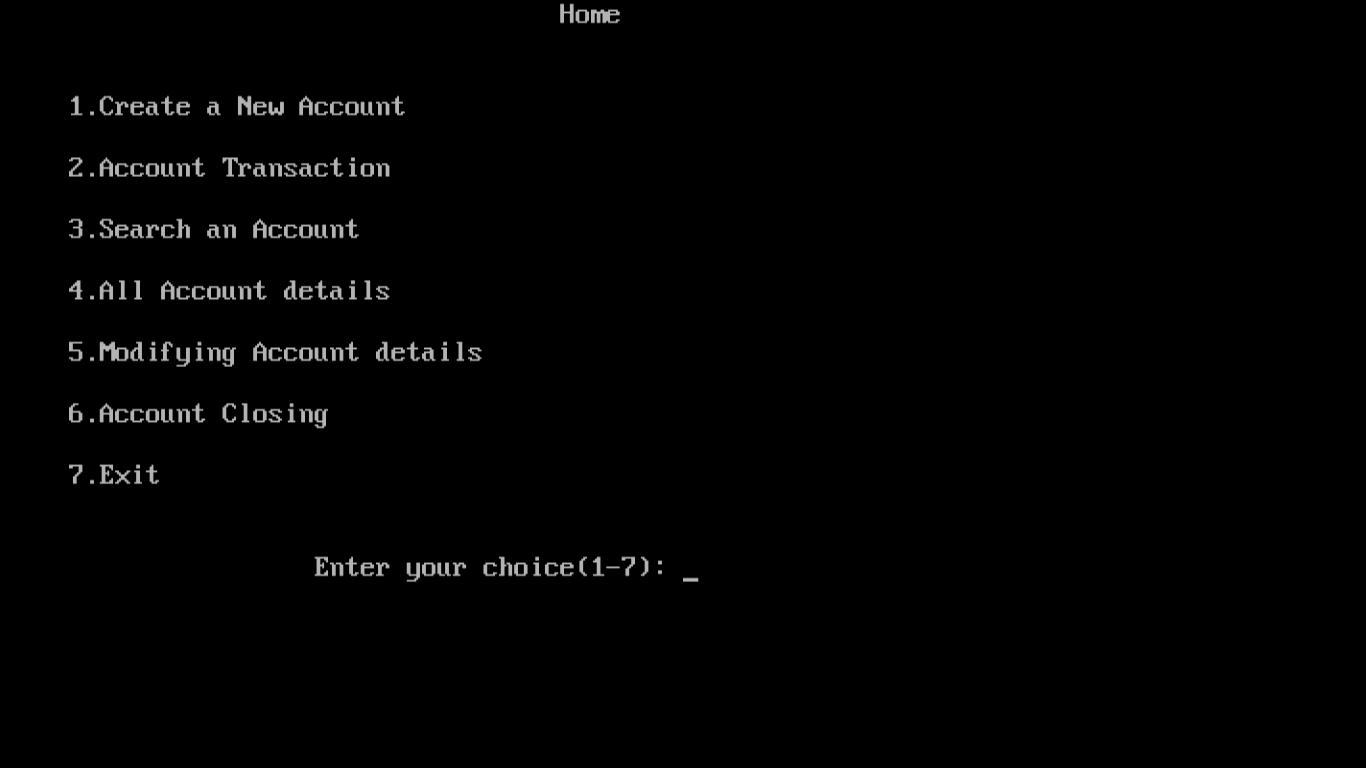 Home
1.Create a New Account
2.Account Transaction
3.Search an Account
4.All Account details
5.Modifying Account details
6.Account Closing
7.Exit
Enter your choice(1-7): _